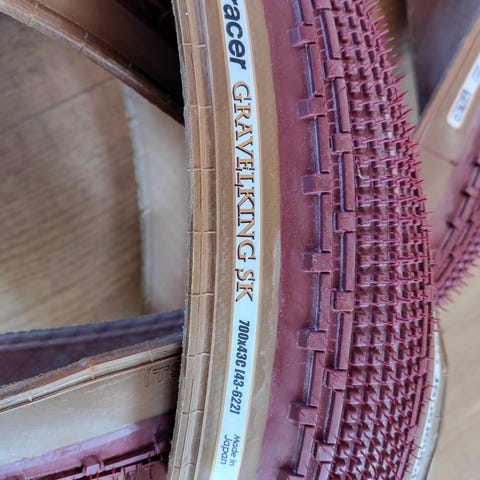 racer
GRAVELKING SK
700x43C (43-622)
Made in
Japan